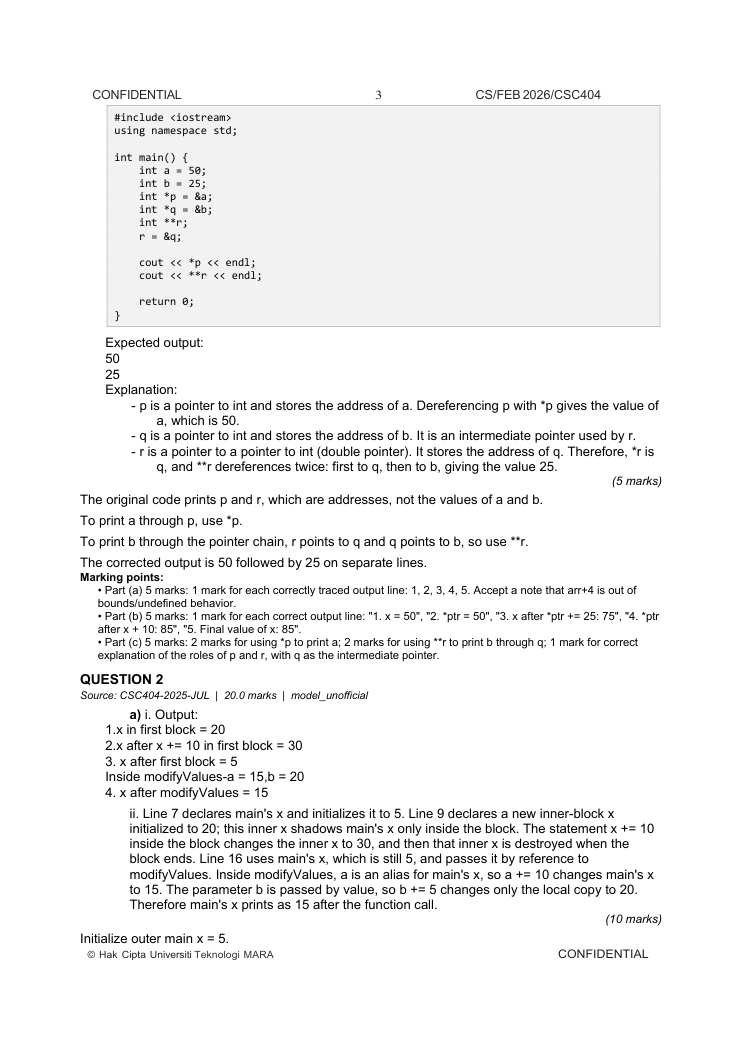 CONFIDENTIAL 3 CS/FEB 2026/CSC404
#include <iostream>
using namespace std;

int main() {
    int a = 50;
    int b = 25;
    int *p = &a;
    int *q = &b;
    int **r;
    r = &q;

    cout << *p << endl;
    cout << **r << endl;

    return 0;
}
Expected output:
50
25
Explanation:
- p is a pointer to int and stores the address of a. Dereferencing p with *p gives the value of
a, which is 50.
- q is a pointer to int and stores the address of b. It is an intermediate pointer used by r.
- r is a pointer to a pointer to int (double pointer). It stores the address of q. Therefore, *r is
q, and **r dereferences twice: first to q, then to b, giving the value 25.
(5 marks)
The original code prints p and r, which are addresses, not the values of a and b.
To print a through p, use *p.
To print b through the pointer chain, r points to q and q points to b, so use **r.
The corrected output is 50 followed by 25 on separate lines.
Marking points:
• Part (a) 5 marks: 1 mark for each correctly traced output line: 1, 2, 3, 4, 5. Accept a note that arr+4 is out of
bounds/undefined behavior.
• Part (b) 5 marks: 1 mark for each correct output line: "1. x = 50", "2. *ptr = 50", "3. x after *ptr += 25: 75", "4. *ptr
after x + 10: 85", "5. Final value of x: 85".
• Part (c) 5 marks: 2 marks for using *p to print a; 2 marks for using **r to print b through q; 1 mark for correct
explanation of the roles of p and r, with q as the intermediate pointer.
QUESTION 2
Source: CSC404-2025-JUL | 20.0 marks | model_unofficial
a) i. Output:
1.x in first block = 20
2.x after x += 10 in first block = 30
3. x after first block = 5
Inside modifyValues-a = 15,b = 20
4. x after modifyValues = 15
ii. Line 7 declares main's x and initializes it to 5. Line 9 declares a new inner-block x
initialized to 20; this inner x shadows main's x only inside the block. The statement x += 10
inside the block changes the inner x to 30, and then that inner x is destroyed when the
block ends. Line 16 uses main's x, which is still 5, and passes it by reference to
modifyValues. Inside modifyValues, a is an alias for main's x, so a += 10 changes main's x
to 15. The parameter b is passed by value, so b += 5 changes only the local copy to 20.
Therefore main's x prints as 15 after the function call.
(10 marks)
Initialize outer main x = 5.
© Hak Cipta Universiti Teknologi MARA CONFIDENTIAL